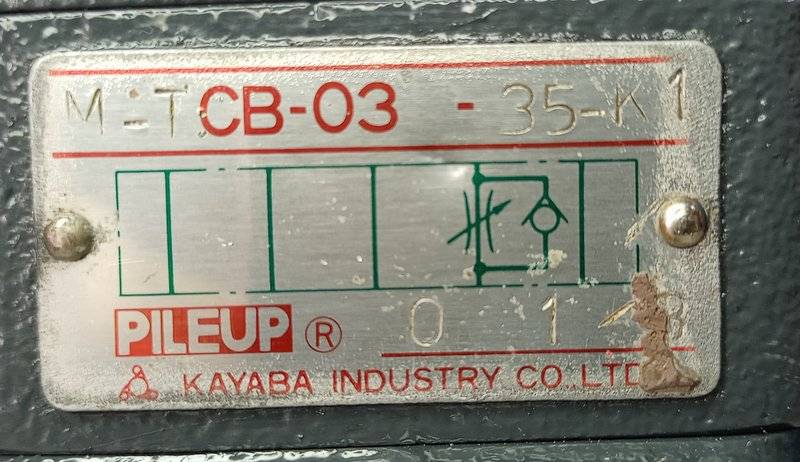 M-TCB-03 - 35-K1
PILEUP ®
0 1
KAYABA INDUSTRY CO.,LTD